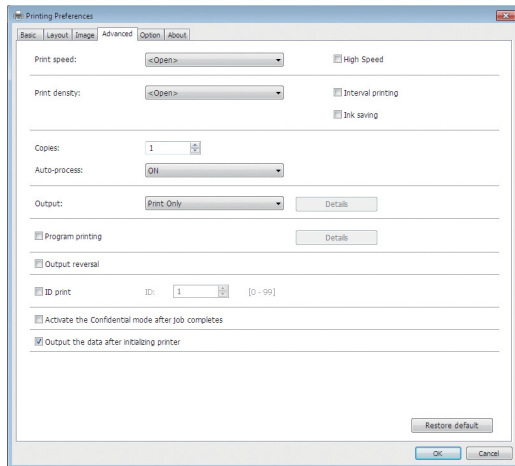 Printing Preferences
Basic Layout Image Advanced Option About
Print speed: <Open> High Speed
Print density: <Open> Interval printing
Ink saving
Copies: 1
Auto-process: ON
Output: Print Only Details
Program printing Details
Output reversal
ID print ID: 1 [0 - 99]
Activate the Confidential mode after job completes
Output the data after initializing printer
Restore default
OK Cancel